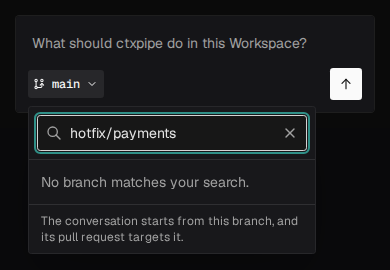 What should ctxpipe do in this Workspace?
main
hotfix/payments
No branch matches your search.
The conversation starts from this branch, and
its pull request targets it.